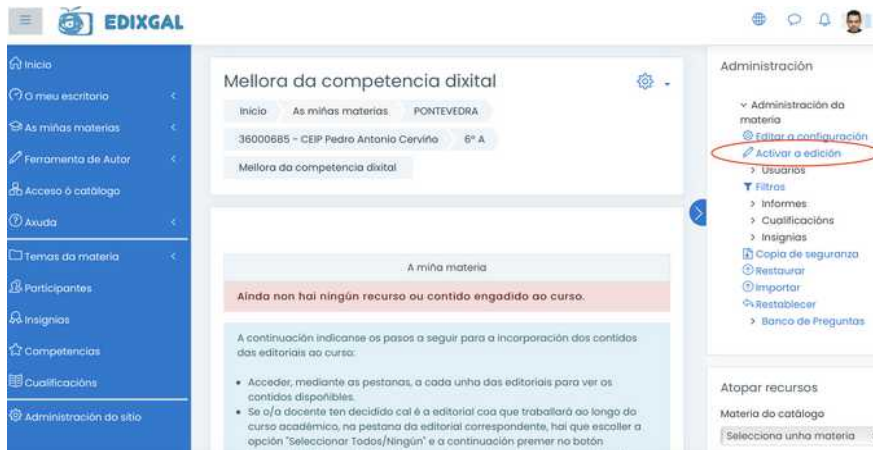 EDIXGAL
Inicio
O meu escritorio
As miñas materias
Ferramenta de Autor
Acceso ó catálogo
Axuda
Temas da materia
Participantes
Insignias
Competencias
Cualificacións
Administración do sitio
Mellora da competencia dixital
Inicio As miñas materias PONTEVEDRA
36000685 - CEIP Pedro Antonio Cerviño 6º A
Mellora da competencia dixital
A miña materia
Aínda non hai ningún recurso ou contido engadido ao curso.
A continuación indícanse os pasos a seguir para a incorporación dos contidos
das editoriais ao curso:
Acceder, mediante as pestanas, a cada unha das editoriais para ver os
contidos dispoñibles.
Se o/a docente ten decidido cal é a editorial coa que traballará ao longo do
curso académico, na pestana da editorial correspondente, hai que escoller a
opción "Seleccionar Todos/Ningún" e a continuación premer no botón
Administración
Administración da
materia
Editar a configuración
Activar a edición
Usuarios
Filtros
Informes
Cualificacións
Insignias
Copia de seguranza
Restaurar
Importar
Restablecer
Banco de Preguntas
Atopar recursos
Materia do catálogo
Selecciona unha materia